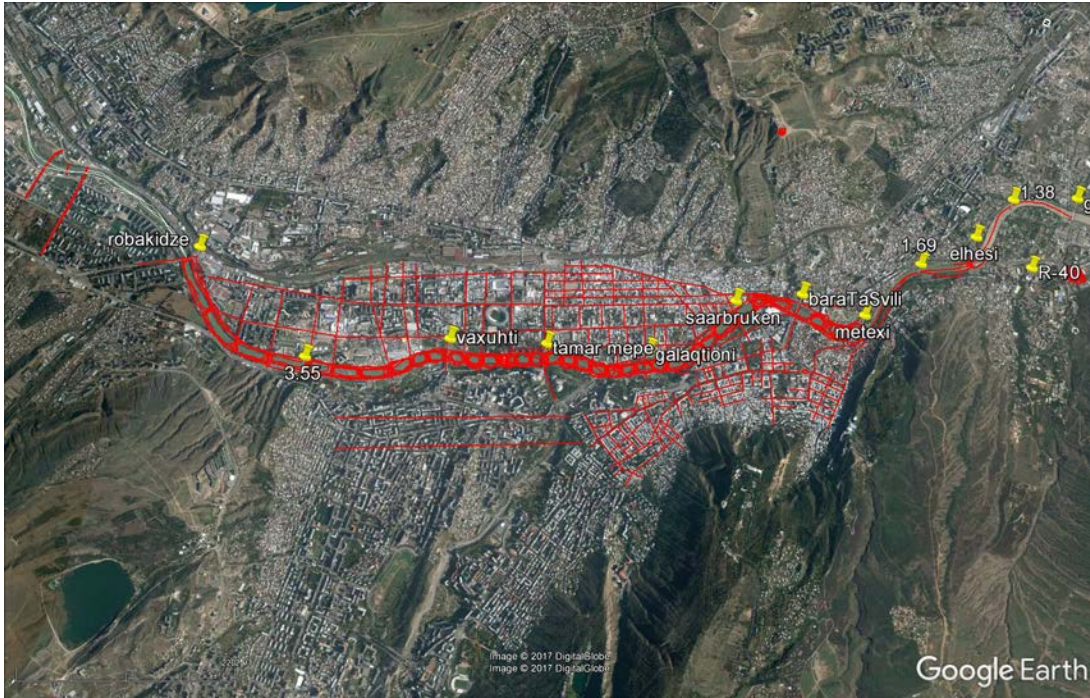 1.38
robakidze
1.69
elhesi
R-40
baraTaSvili
saarbruken
metexi
vaxuhti
tamar mepe
galaqtioni
3.55
Image © 2017 DigitalGlobe
Image © 2017 DigitalGlobe
Google Earth